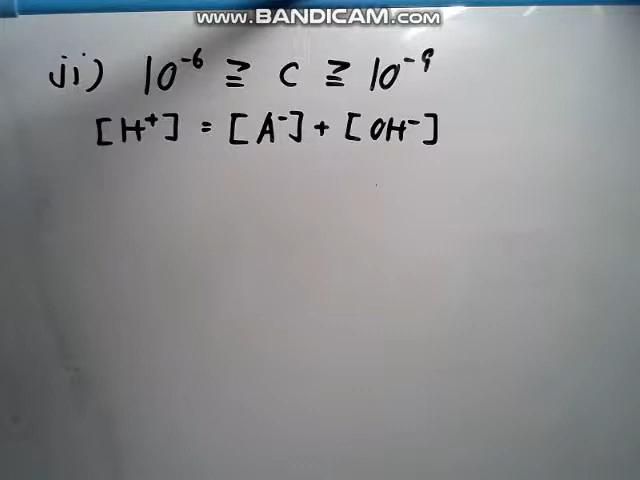 WWW.BANDICAM.COM
ii) 10⁻⁶ ≧ C ≧ 10⁻⁹
[H⁺] = [A⁻] + [OH⁻]